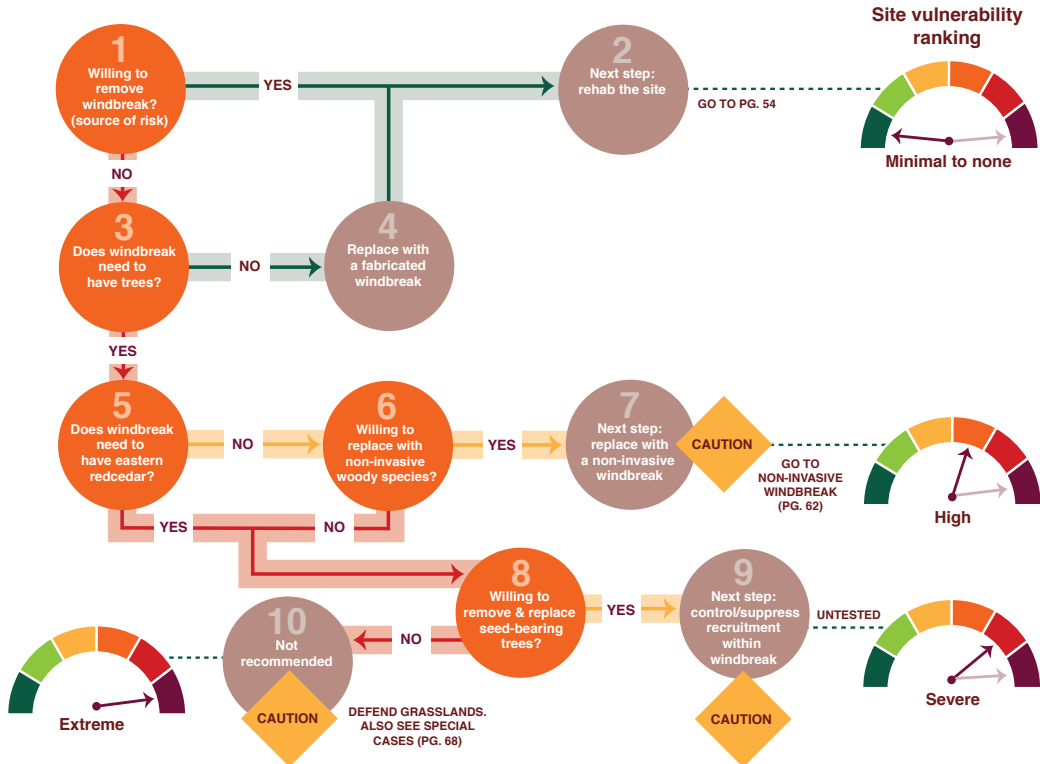 Site vulnerability
ranking
1
Willing to
remove
windbreak?
(source of risk)
YES
2
Next step:
rehab the site
GO TO PG. 54
Minimal to none
NO
3
Does windbreak
need to
have trees?
NO
4
Replace with
a fabricated
windbreak
YES
5
Does windbreak
need to
have eastern
redcedar?
NO
6
Willing to
replace with
non-invasive
woody species?
YES
7
Next step:
replace with
a non-invasive
windbreak
CAUTION
GO TO
NON-INVASIVE
WINDBREAK
(PG. 62)
High
YES
NO
8
Willing to
remove & replace
seed-bearing
trees?
YES
9
Next step:
control/suppress
recruitment
within
windbreak
CAUTION
UNTESTED
Severe
NO
10
Not
recommended
CAUTION
DEFEND GRASSLANDS.
ALSO SEE SPECIAL
CASES (PG. 68)
Extreme